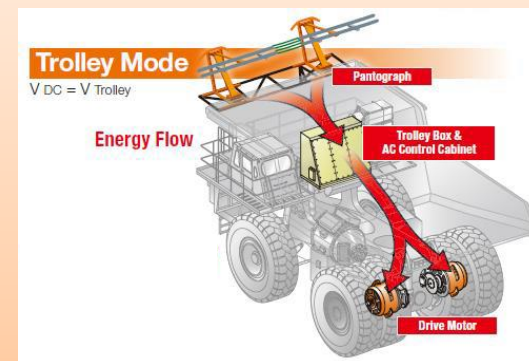 Trolley Mode
V DC = V Trolley
Pantograph
Energy Flow
Trolley Box &
AC Control Cabinet
Drive Motor